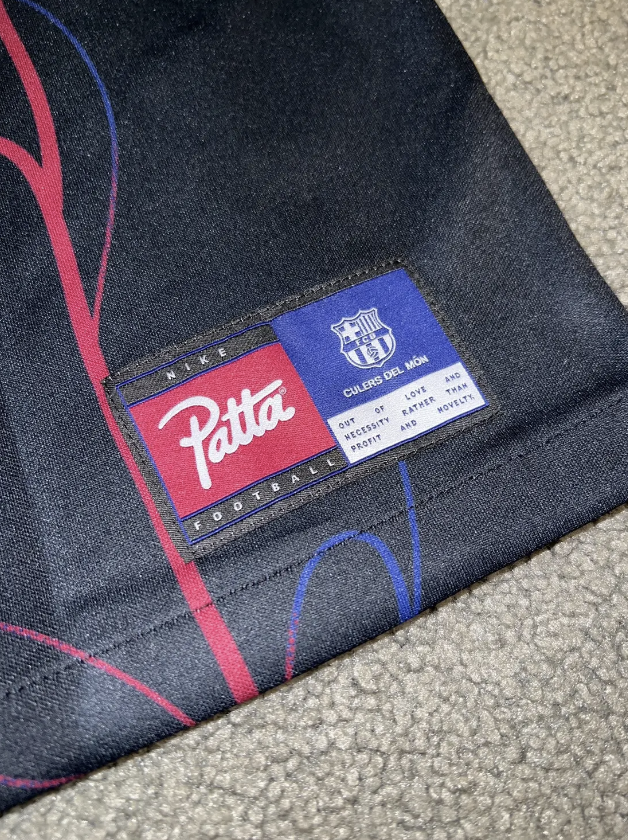 NIKE
Patta®
FOOTBALL
FCB
CULERS DEL MÓN
OUT OF LOVE AND
NECESSITY RATHER THAN
PROFIT AND NOVELTY.